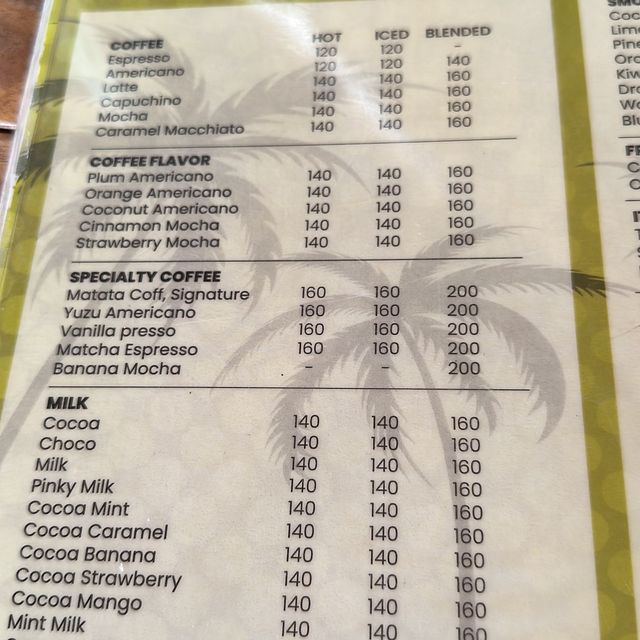 COFFEE HOT ICED BLENDED
Espresso 120 120 -
Americano 120 120 140
Latte 140 140 160
Capuchino 140 140 160
Mocha 140 140 160
Caramel Macchiato 140 140 160
COFFEE FLAVOR
Plum Americano 140 140 160
Orange Americano 140 140 160
Coconut Americano 140 140 160
Cinnamon Mocha 140 140 160
Strawberry Mocha 140 140 160
SPECIALTY COFFEE
Matata Coff, Signature 160 160 200
Yuzu Americano 160 160 200
Vanilla presso 160 160 200
Matcha Espresso 160 160 200
Banana Mocha - - 200
MILK
Cocoa 140 140 160
Choco 140 140 160
Milk 140 140 160
Pinky Milk 140 140 160
Cocoa Mint 140 140 160
Cocoa Caramel 140 140 160
Cocoa Banana 140 140 160
Cocoa Strawberry 140 140 160
Cocoa Mango 140 140 160
Mint Milk 140 140 160